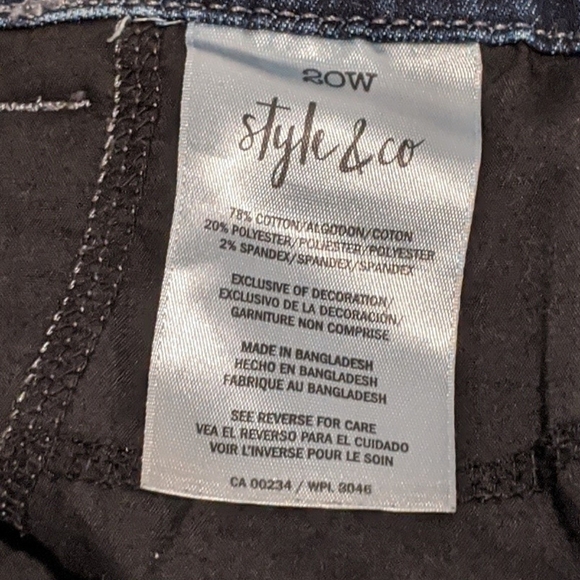 20W
style & co
78% COTTON/ALGODON/COTON
20% POLYESTER/POLIESTER/POLYESTER
2% SPANDEX/SPANDEX/SPANDEX
EXCLUSIVE OF DECORATION/
EXCLUSIVO DE LA DECORACIÓN/
GARNITURE NON COMPRISE
MADE IN BANGLADESH
HECHO EN BANGLADESH
FABRIQUE AU BANGLADESH
SEE REVERSE FOR CARE
VEA EL REVERSO PARA EL CUIDADO
VOIR L'INVERSE POUR LE SOIN
CA 00234 / WPL 3046